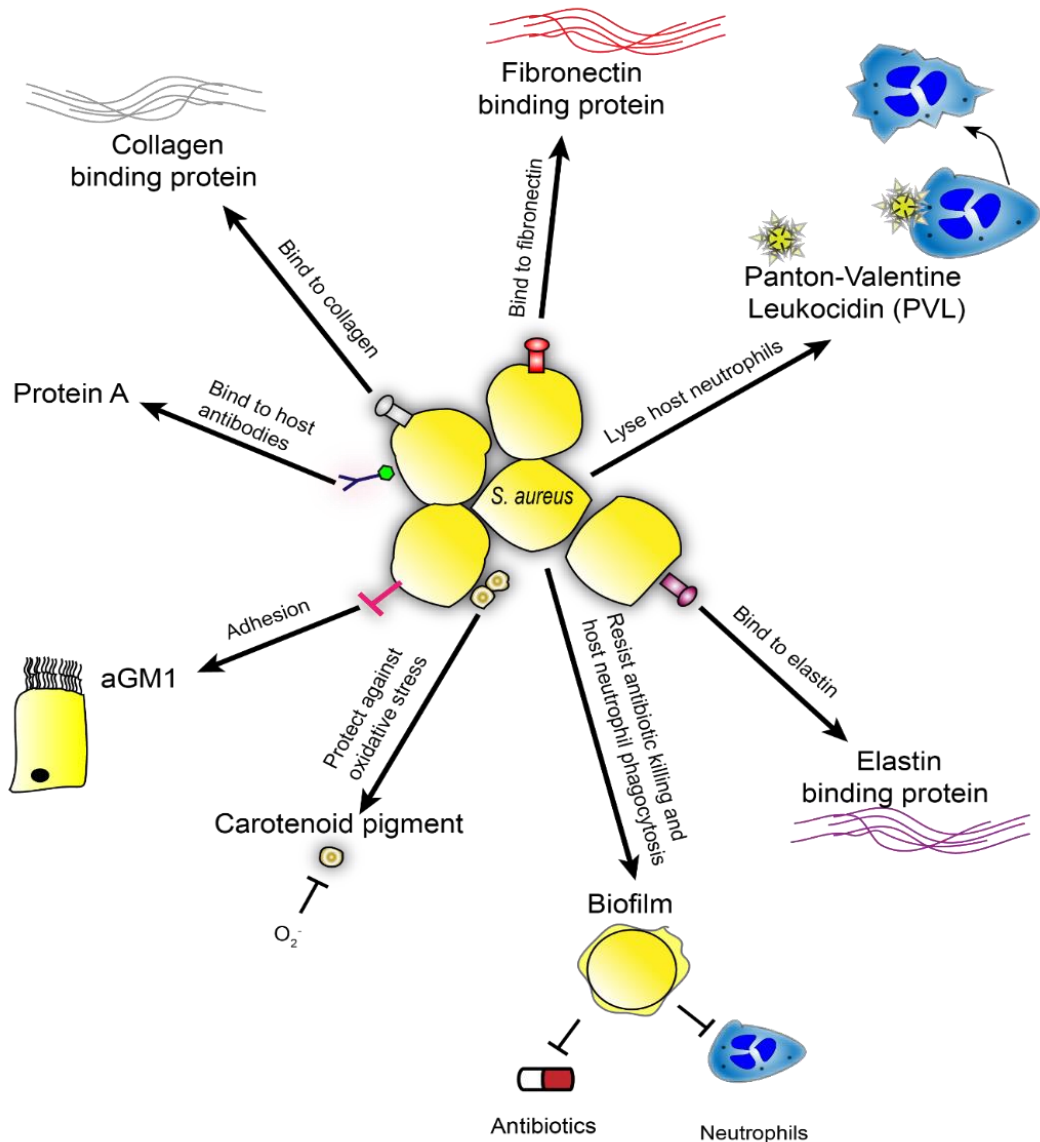 Fibronectin
binding protein
Collagen
binding protein
Bind to fibronectin
Bind to collagen
Panton-Valentine
Leukocidin (PVL)
Lyse host neutrophils
Protein A
Bind to host
antibodies
S. aureus
Adhesion
aGM1
Protect against
oxidative stress
Resist antibiotic killing and
host neutrophil phagocytosis
Bind to elastin
Elastin
binding protein
Carotenoid pigment
O₂⁻
Biofilm
Antibiotics
Neutrophils